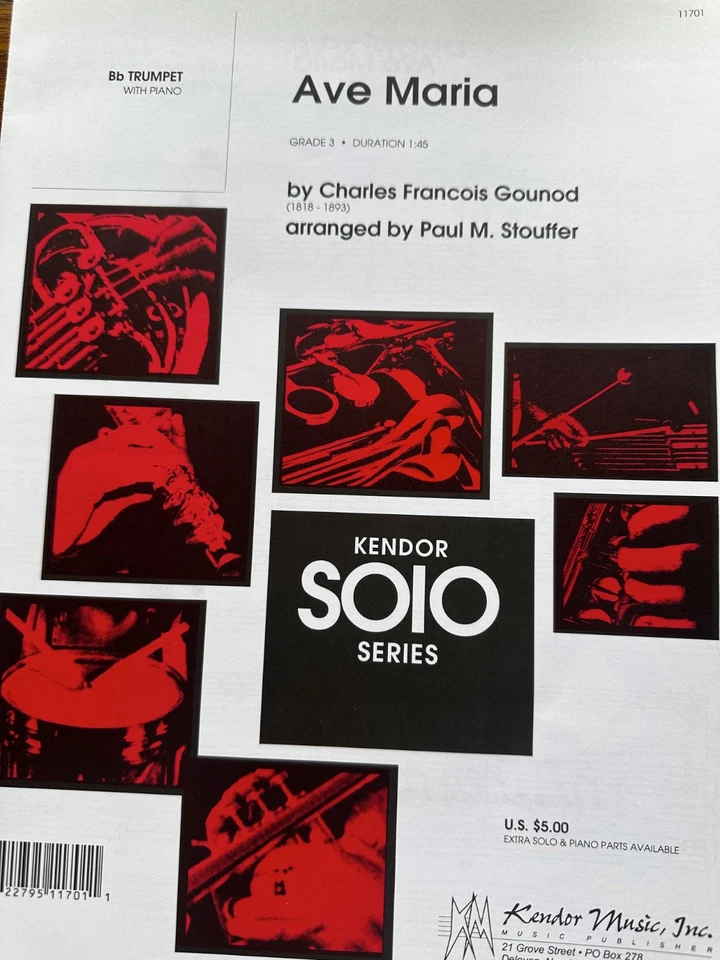 11701
Bb TRUMPET
WITH PIANO
Ave Maria
GRADE 3 • DURATION 1:45
by Charles Francois Gounod
(1818 - 1893)
arranged by Paul M. Stouffer
KENDOR
SOLO
SERIES
U.S. $5.00
EXTRA SOLO & PIANO PARTS AVAILABLE
22795 11701 1
Kendor Music, Inc.
MUSIC PUBLISHER
21 Grove Street • PO Box 278